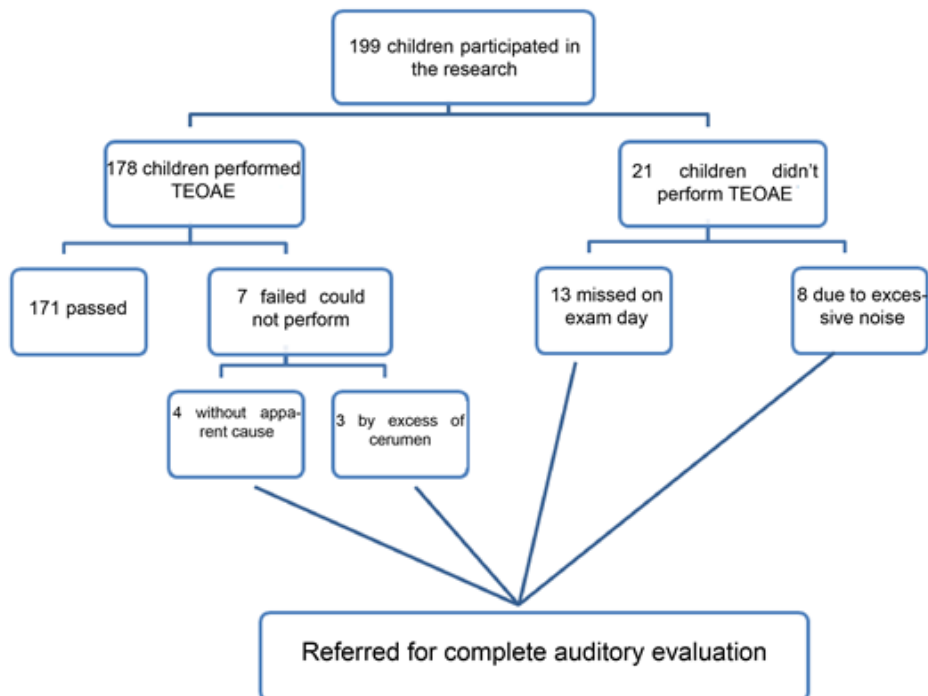 199 children participated in
the research
178 children performed
TEOAE
21 children didn't
perform TEOAE
171 passed
7 failed could
not perform
13 missed on
exam day
8 due to exces-
sive noise
4 without appa-
rent cause
3 by excess of
cerumen
Referred for complete auditory evaluation